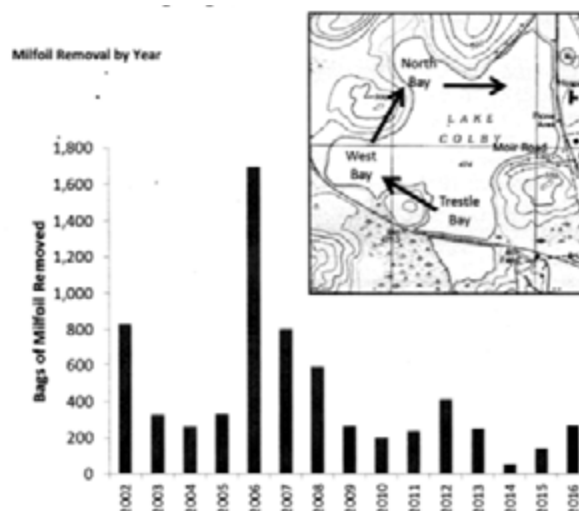 Milfoil Removal by Year
North
Bay
LAKE
COLBY
Moir Road
West
Bay
Trestle
Bay
Bags of Milfoil Removed
1,800
1,600
1,400
1,200
1,000
800
600
400
200
0
2002
2003
2004
2005
2006
2007
2008
2009
2010
2011
2012
2013
2014
2015
2016